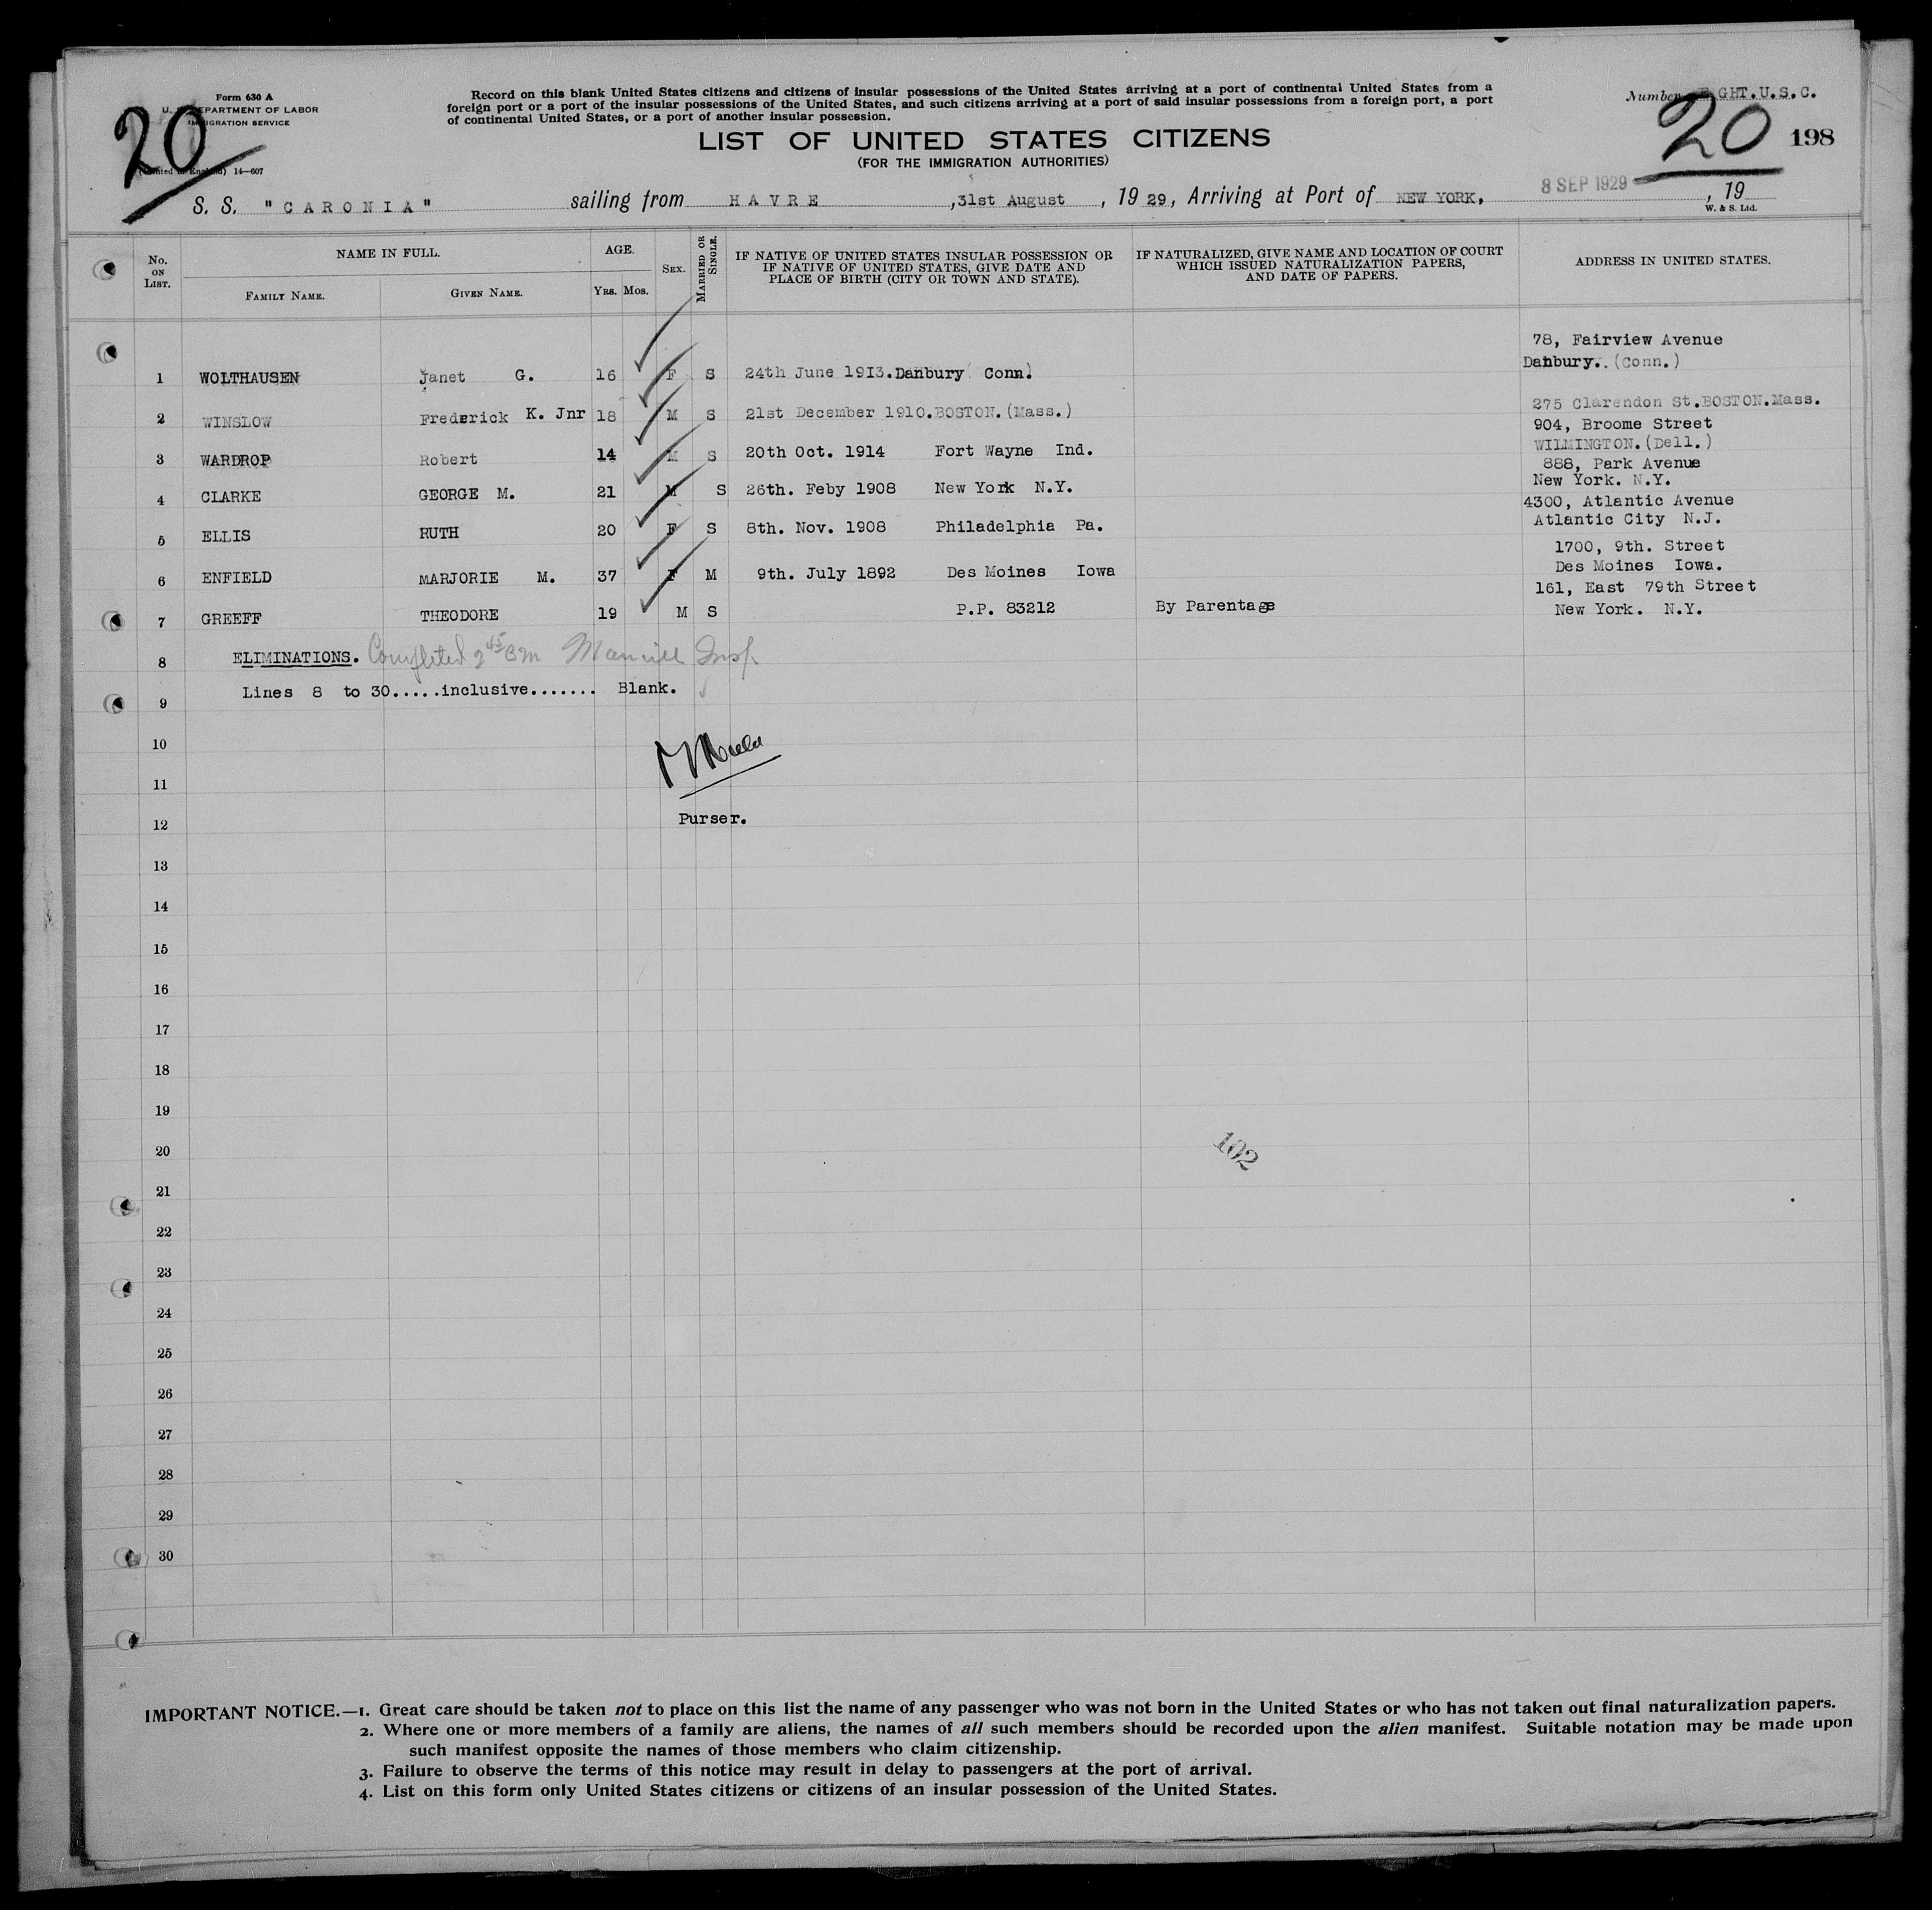 Form 630 A
U. S. DEPARTMENT OF LABOR
IMMIGRATION SERVICE
(Printed in England) 14—607
20
Record on this blank United States citizens and citizens of insular possessions of the United States arriving at a port of continental United States from a
foreign port or a port of the insular possessions of the United States, and such citizens arriving at a port of said insular possessions from a foreign port, a port
of continental United States, or a port of another insular possession.
Number EIGHT.U.S.C.
20 198
LIST OF UNITED STATES CITIZENS
(FOR THE IMMIGRATION AUTHORITIES)
S. S. "CARONIA" sailing from HAVRE, 31st August, 1929, Arriving at Port of NEW YORK, 8 SEP 1929, 19
W. & S. Ltd.
No. ON LIST. NAME IN FULL. AGE. SEX. MARRIED OR SINGLE. IF NATIVE OF UNITED STATES INSULAR POSSESSION OR IF NATIVE OF UNITED STATES, GIVE DATE AND PLACE OF BIRTH (CITY OR TOWN AND STATE). IF NATURALIZED, GIVE NAME AND LOCATION OF COURT WHICH ISSUED NATURALIZATION PAPERS, AND DATE OF PAPERS. ADDRESS IN UNITED STATES.
FAMILY NAME. GIVEN NAME. YRS. MOS.
78, Fairview Avenue
1 WOLTHAUSEN Janet G. 16 F S 24th June 1913. Danbury Conn. Danbury. (Conn.)
2 WINSLOW Frederick K. Jnr 18 M S 21st December 1910. BOSTON. (Mass.) 275 Clarendon St. BOSTON. Mass.
904, Broome Street
3 WARDROP Robert 14 M S 20th Oct. 1914 Fort Wayne Ind. WILMINGTON. (Dell.)
888, Park Avenue
4 CLARKE GEORGE M. 21 M S 26th. Feby 1908 New York N.Y. New York. N.Y.
4300, Atlantic Avenue
5 ELLIS RUTH 20 F S 8th. Nov. 1908 Philadelphia Pa. Atlantic City N.J.
1700, 9th. Street
6 ENFIELD MARJORIE M. 37 F M 9th. July 1892 Des Moines Iowa Des Moines Iowa.
161, East 79th Street
7 GREEFF THEODORE 19 M S P.P. 83212 By Parentage New York. N.Y.
8 ELIMINATIONS. Completed
9 Lines 8 to 30.....inclusive....... Blank.
10
11
12 Purser.
13
14
15
16
17
18
19
20 102
21
22
23
24
25
26
27
28
29
30
IMPORTANT NOTICE.—1. Great care should be taken not to place on this list the name of any passenger who was not born in the United States or who has not taken out final naturalization papers.
2. Where one or more members of a family are aliens, the names of all such members should be recorded upon the alien manifest. Suitable notation may be made upon
such manifest opposite the names of those members who claim citizenship.
3. Failure to observe the terms of this notice may result in delay to passengers at the port of arrival.
4. List on this form only United States citizens or citizens of an insular possession of the United States.